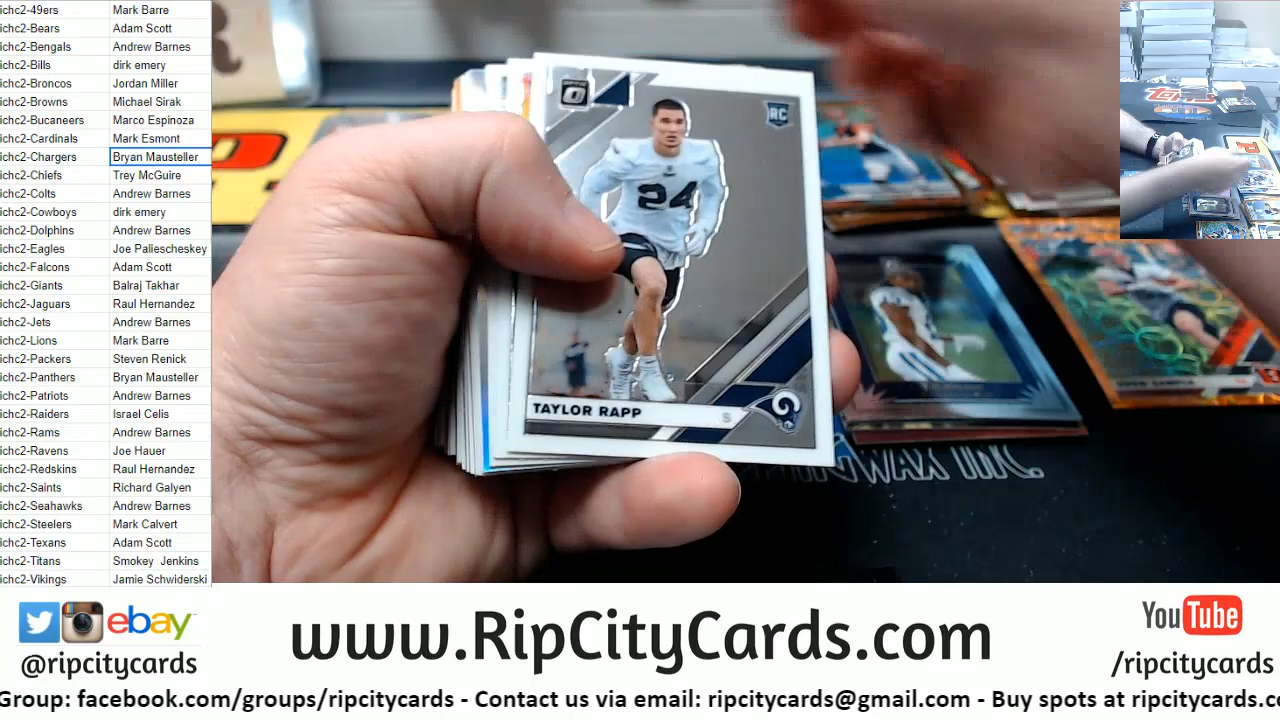 ichc2-49ers Mark Barre
ichc2-Bears Adam Scott
ichc2-Bengals Andrew Barnes
ichc2-Bills dirk emery
ichc2-Broncos Jordan Miller
ichc2-Browns Michael Sirak
ichc2-Bucaneers Marco Espinoza
ichc2-Cardinals Mark Esmont
ichc2-Chargers Bryan Mausteller
ichc2-Chiefs Trey McGuire
ichc2-Colts Andrew Barnes
ichc2-Cowboys dirk emery
ichc2-Dolphins Andrew Barnes
ichc2-Eagles Joe Paliescheskey
ichc2-Falcons Adam Scott
ichc2-Giants Balraj Takhar
ichc2-Jaguars Raul Hernandez
ichc2-Jets Andrew Barnes
ichc2-Lions Mark Barre
ichc2-Packers Steven Renick
ichc2-Panthers Bryan Mausteller
ichc2-Patriots Andrew Barnes
ichc2-Raiders Israel Celis
ichc2-Rams Andrew Barnes
ichc2-Ravens Joe Hauer
ichc2-Redskins Raul Hernandez
ichc2-Saints Richard Galyen
ichc2-Seahawks Andrew Barnes
ichc2-Steelers Mark Calvert
ichc2-Texans Adam Scott
ichc2-Titans Smokey Jenkins
ichc2-Vikings Jamie Schwiderski
RC
24
TAYLOR RAPP
S
WAX INC.
topps
ebay
@ripcitycards
www.RipCityCards.com
YouTube
/ripcitycards
Group: facebook.com/groups/ripcitycards - Contact us via email: ripcitycards@gmail.com - Buy spots at ripcitycards.c